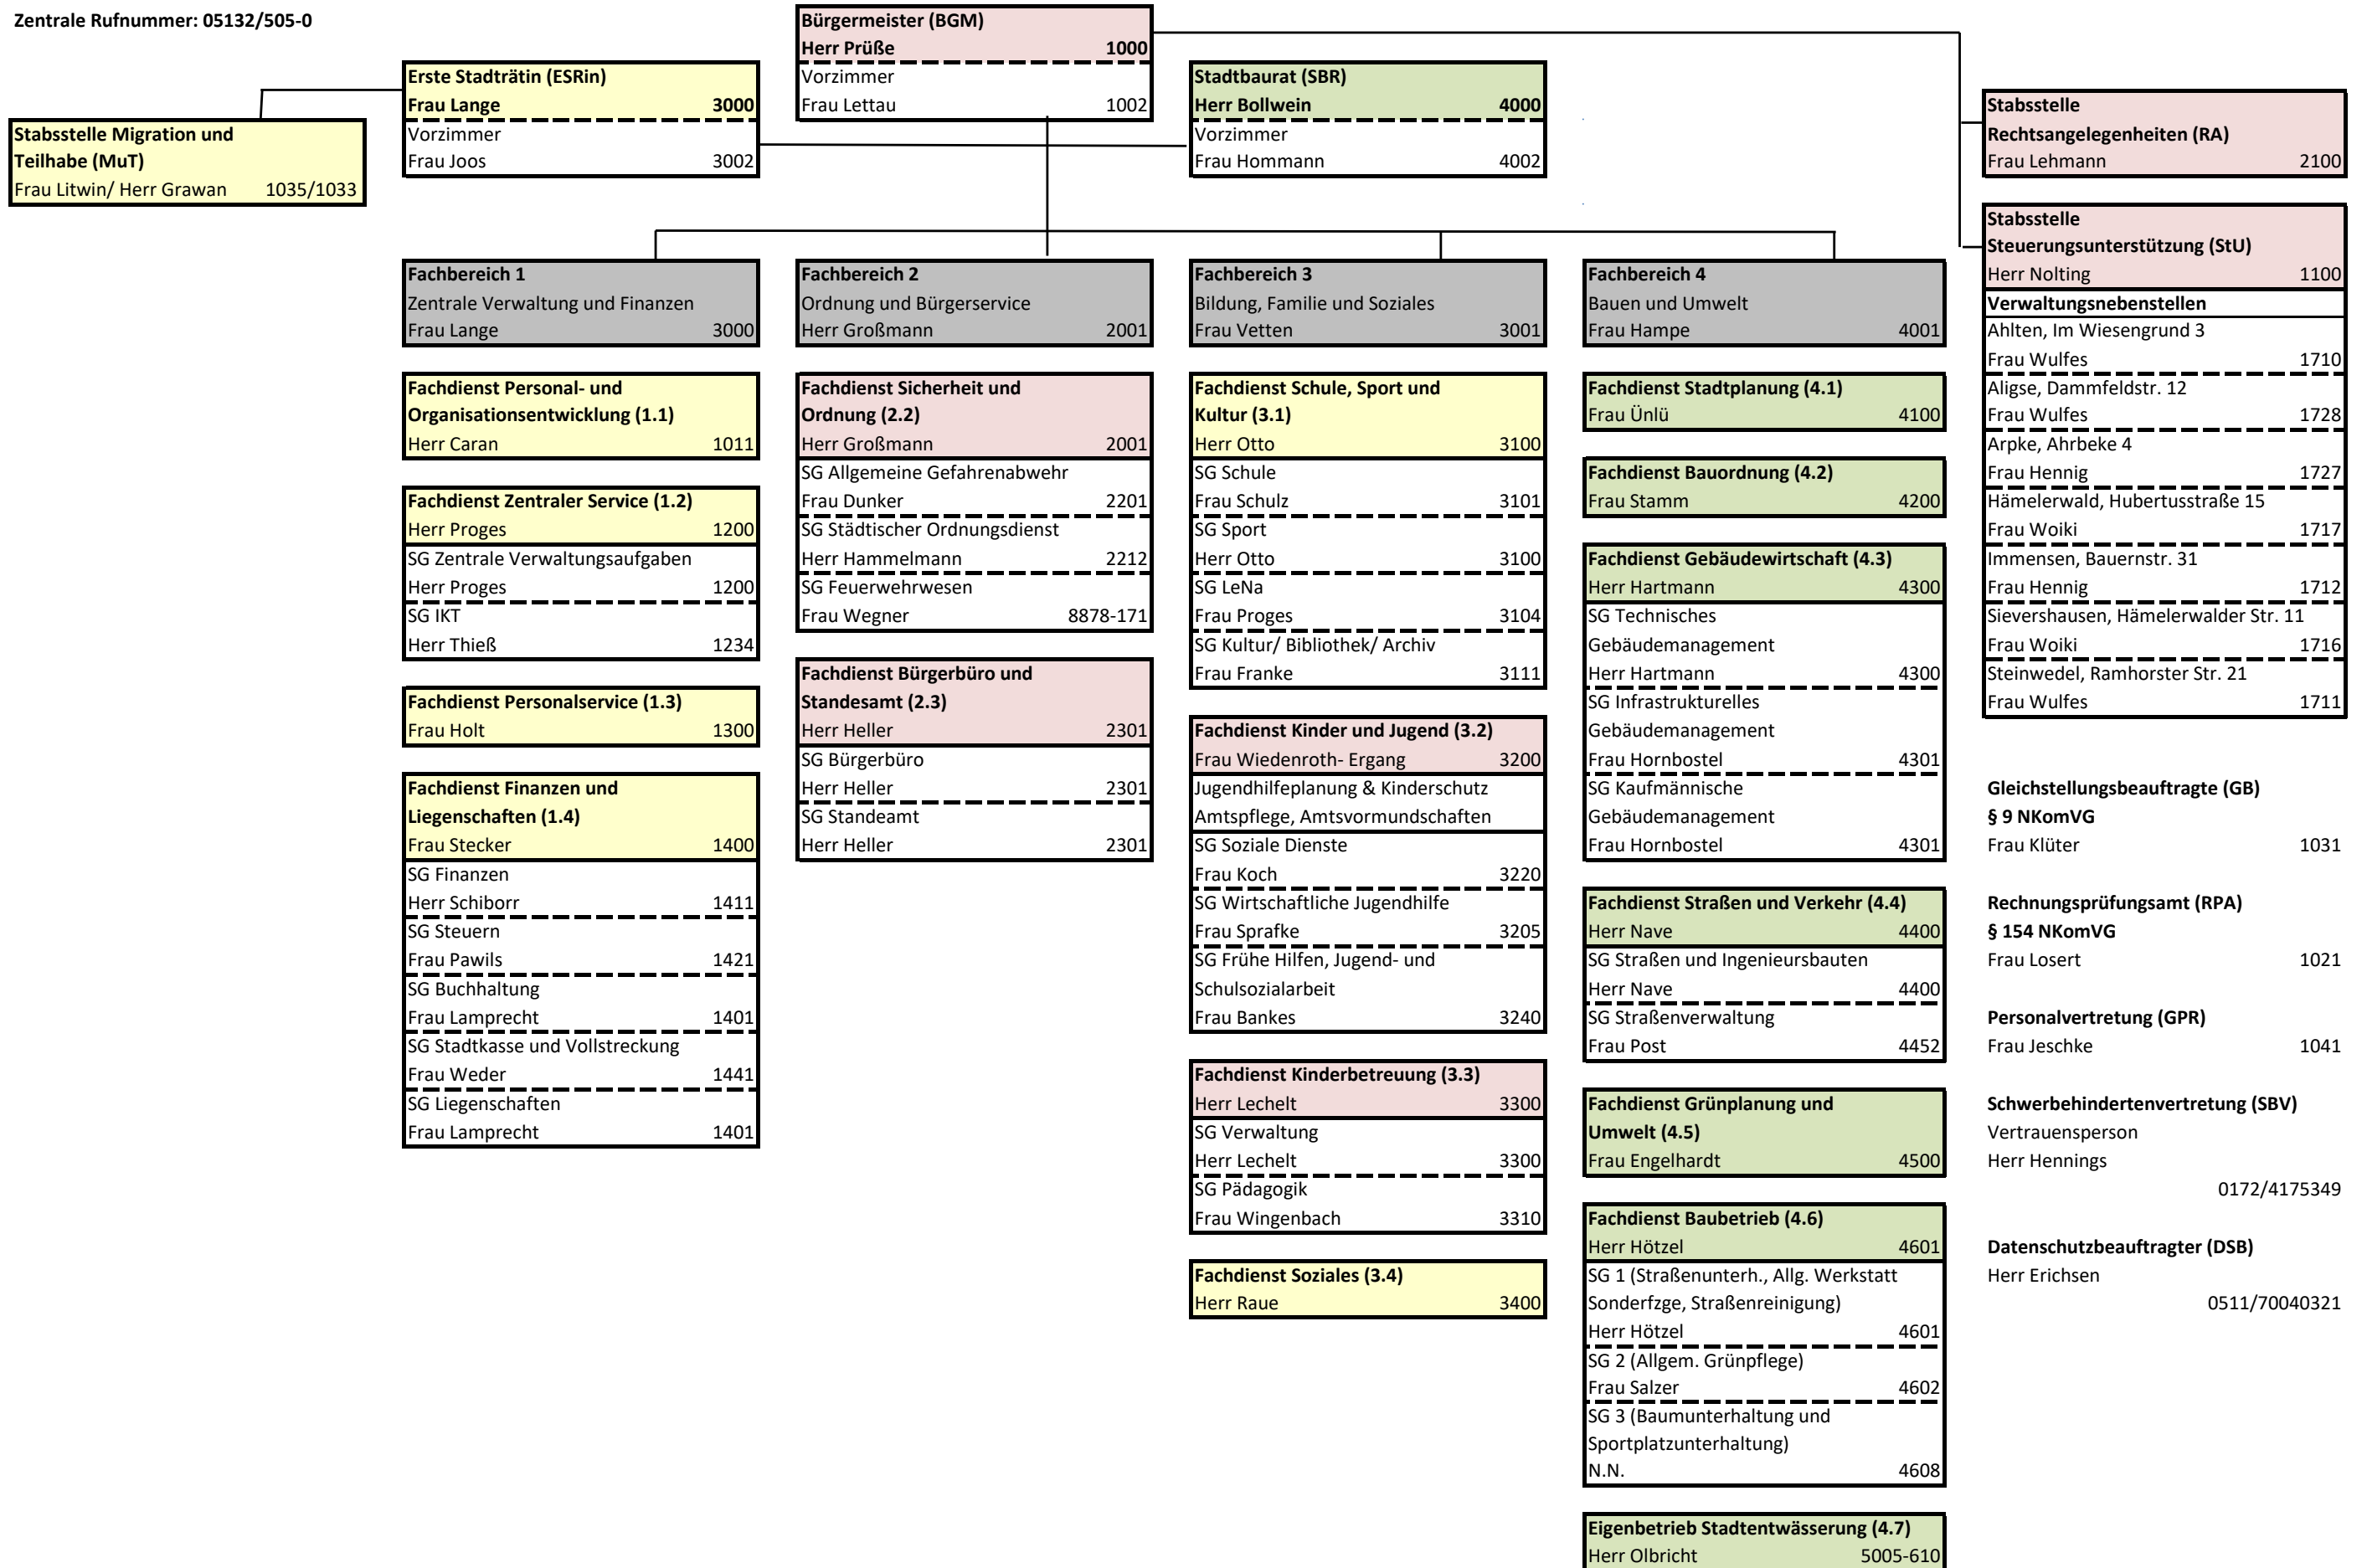 Zentrale Rufnummer: 05132/505-0
Bürgermeister (BGM)
Herr Prüße 1000
Vorzimmer
Frau Lettau 1002
Erste Stadträtin (ESRin)
Frau Lange 3000
Vorzimmer
Frau Joos 3002
Stadtbaurat (SBR)
Herr Bollwein 4000
Vorzimmer
Frau Hommann 4002
Stabsstelle Migration und
Teilhabe (MuT)
Frau Litwin/ Herr Grawan 1035/1033
Stabsstelle
Rechtsangelegenheiten (RA)
Frau Lehmann 2100
Stabsstelle
Steuerungsunterstützung (StU)
Herr Nolting 1100
Verwaltungsnebenstellen
Ahlten, Im Wiesengrund 3
Frau Wulfes 1710
Aligse, Dammfeldstr. 12
Frau Wulfes 1728
Arpke, Ahrbeke 4
Frau Hennig 1727
Hämelerwald, Hubertusstraße 15
Frau Woiki 1717
Immensen, Bauernstr. 31
Frau Hennig 1712
Sievershausen, Hämelerwalder Str. 11
Frau Woiki 1716
Steinwedel, Ramhorster Str. 21
Frau Wulfes 1711
Fachbereich 1
Zentrale Verwaltung und Finanzen
Frau Lange 3000
Fachdienst Personal- und
Organisationsentwicklung (1.1)
Herr Caran 1011
Fachdienst Zentraler Service (1.2)
Herr Proges 1200
SG Zentrale Verwaltungsaufgaben
Herr Proges 1200
SG IKT
Herr Thieß 1234
Fachdienst Personalservice (1.3)
Frau Holt 1300
Fachdienst Finanzen und
Liegenschaften (1.4)
Frau Stecker 1400
SG Finanzen
Herr Schiborr 1411
SG Steuern
Frau Pawils 1421
SG Buchhaltung
Frau Lamprecht 1401
SG Stadtkasse und Vollstreckung
Frau Weder 1441
SG Liegenschaften
Frau Lamprecht 1401
Fachbereich 2
Ordnung und Bürgerservice
Herr Großmann 2001
Fachdienst Sicherheit und
Ordnung (2.2)
Herr Großmann 2001
SG Allgemeine Gefahrenabwehr
Frau Dunker 2201
SG Städtischer Ordnungsdienst
Herr Hammelmann 2212
SG Feuerwehrwesen
Frau Wegner 8878-171
Fachdienst Bürgerbüro und
Standesamt (2.3)
Herr Heller 2301
SG Bürgerbüro
Herr Heller 2301
SG Standeamt
Herr Heller 2301
Fachbereich 3
Bildung, Familie und Soziales
Frau Vetten 3001
Fachdienst Schule, Sport und
Kultur (3.1)
Herr Otto 3100
SG Schule
Frau Schulz 3101
SG Sport
Herr Otto 3100
SG LeNa
Frau Proges 3104
SG Kultur/ Bibliothek/ Archiv
Frau Franke 3111
Fachdienst Kinder und Jugend (3.2)
Frau Wiedenroth- Ergang 3200
Jugendhilfeplanung & Kinderschutz
Amtspflege, Amtsvormundschaften
SG Soziale Dienste
Frau Koch 3220
SG Wirtschaftliche Jugendhilfe
Frau Sprafke 3205
SG Frühe Hilfen, Jugend- und
Schulsozialarbeit
Frau Bankes 3240
Fachdienst Kinderbetreuung (3.3)
Herr Lechelt 3300
SG Verwaltung
Herr Lechelt 3300
SG Pädagogik
Frau Wingenbach 3310
Fachdienst Soziales (3.4)
Herr Raue 3400
Fachbereich 4
Bauen und Umwelt
Frau Hampe 4001
Fachdienst Stadtplanung (4.1)
Frau Ünlü 4100
Fachdienst Bauordnung (4.2)
Frau Stamm 4200
Fachdienst Gebäudewirtschaft (4.3)
Herr Hartmann 4300
SG Technisches
Gebäudemanagement
Herr Hartmann 4300
SG Infrastrukturelles
Gebäudemanagement
Frau Hornbostel 4301
SG Kaufmännische
Gebäudemanagement
Frau Hornbostel 4301
Fachdienst Straßen und Verkehr (4.4)
Herr Nave 4400
SG Straßen und Ingenieursbauten
Herr Nave 4400
SG Straßenverwaltung
Frau Post 4452
Fachdienst Grünplanung und
Umwelt (4.5)
Frau Engelhardt 4500
Fachdienst Baubetrieb (4.6)
Herr Hötzel 4601
SG 1 (Straßenunterh., Allg. Werkstatt
Sonderfzge, Straßenreinigung)
Herr Hötzel 4601
SG 2 (Allgem. Grünpflege)
Frau Salzer 4602
SG 3 (Baumunterhaltung und
Sportplatzunterhaltung)
N.N. 4608
Eigenbetrieb Stadtentwässerung (4.7)
Herr Olbricht 5005-610
Gleichstellungsbeauftragte (GB)
§ 9 NKomVG
Frau Klüter 1031
Rechnungsprüfungsamt (RPA)
§ 154 NKomVG
Frau Losert 1021
Personalvertretung (GPR)
Frau Jeschke 1041
Schwerbehindertenvertretung (SBV)
Vertrauensperson
Herr Hennings
0172/4175349
Datenschutzbeauftragter (DSB)
Herr Erichsen
0511/70040321